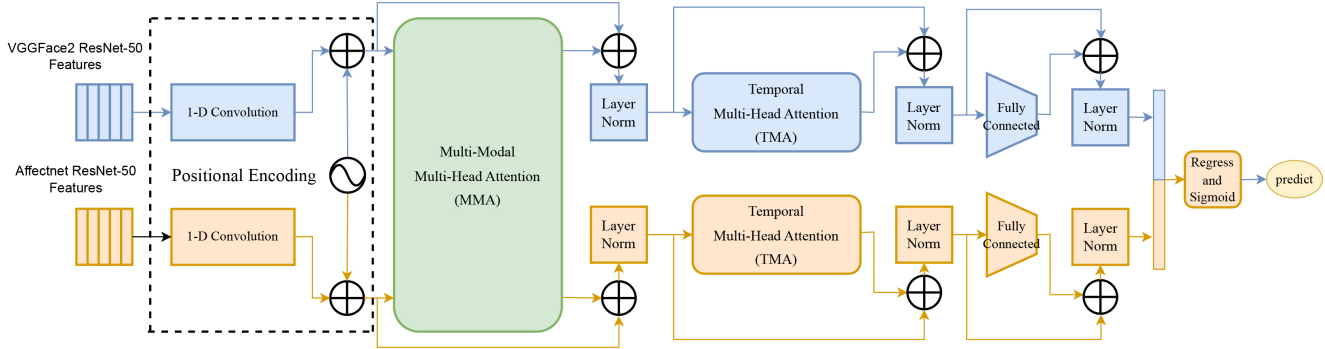 VGGFace2 ResNet-50
Features
1-D Convolution
Positional Encoding
Affectnet ResNet-50
Features
1-D Convolution
Multi-Modal
Multi-Head Attention
(MMA)
Layer
Norm
Temporal
Multi-Head Attention
(TMA)
Layer
Norm
Fully
Connected
Layer
Norm
Layer
Norm
Temporal
Multi-Head Attention
(TMA)
Layer
Norm
Fully
Connected
Layer
Norm
Regress
and
Sigmoid
predict